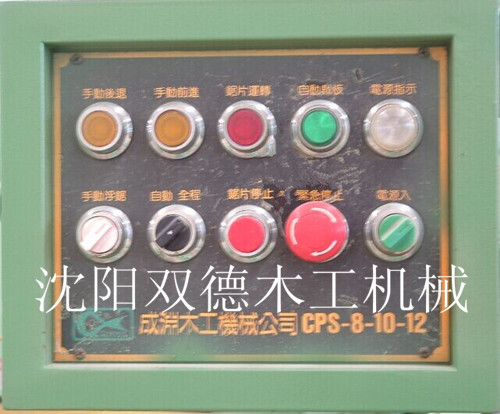 手動後退 手動前進 鋸片運轉 自動踏板 電源指示
手動浮鋸 自動 全程 鋸片停止 緊急停止 電源入
沈阳双德木工机械
成淵木工機械公司 CPS-8-10-12